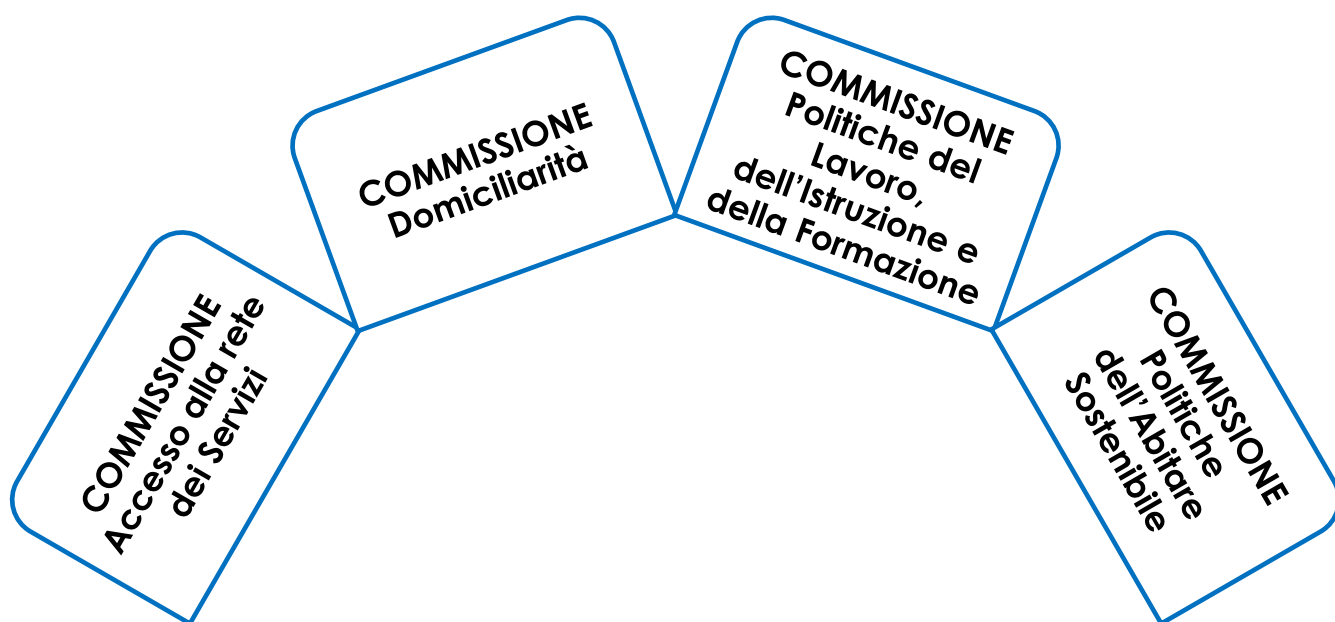 COMMISSIONE
Accesso alla rete
dei Servizi
COMMISSIONE
Domiciliarità
COMMISSIONE
Politiche del
Lavoro,
dell'Istruzione e
della Formazione
COMMISSIONE
Politiche
dell'Abitare
Sostenibile